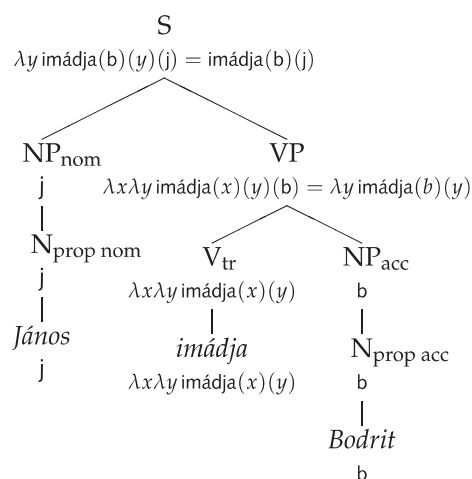 S
λy imádja(b)(y)(j) = imádja(b)(j)
NPnom VP
j λxλy imádja(x)(y)(b) = λy imádja(b)(y)
Nprop nom Vtr NPacc
j λxλy imádja(x)(y) b
János imádja Nprop acc
j λxλy imádja(x)(y) b
Bodrit
b